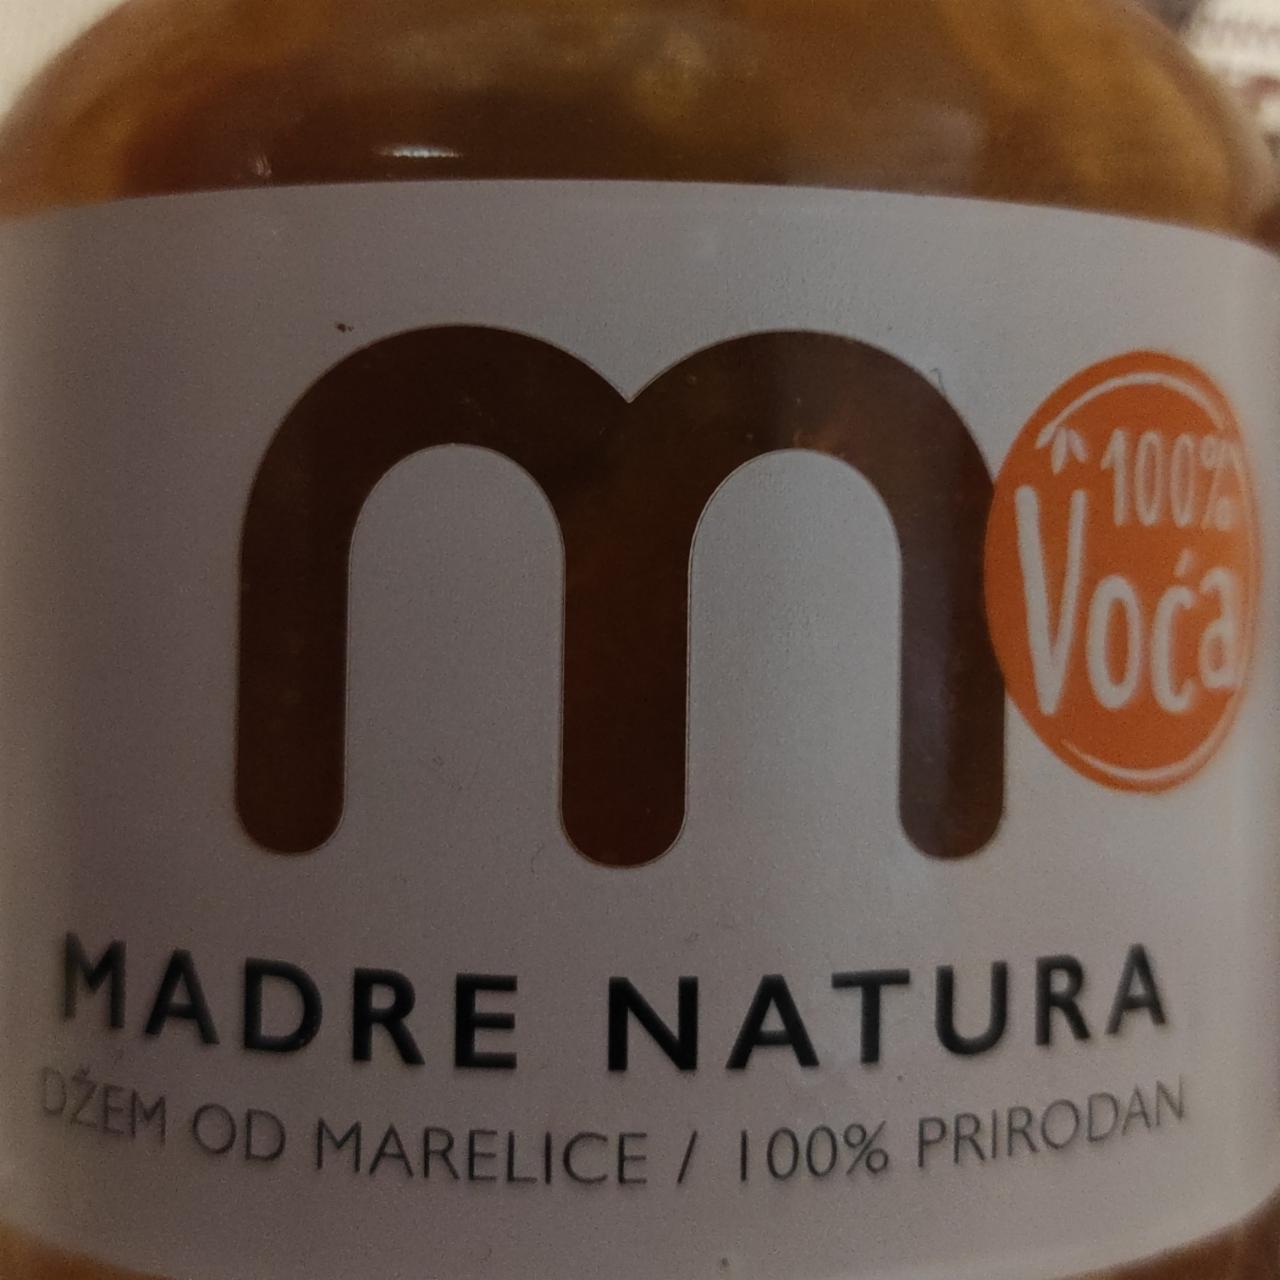 m
100%
Voća
MADRE NATURA
DŽEM OD MARELICE / 100% PRIRODAN